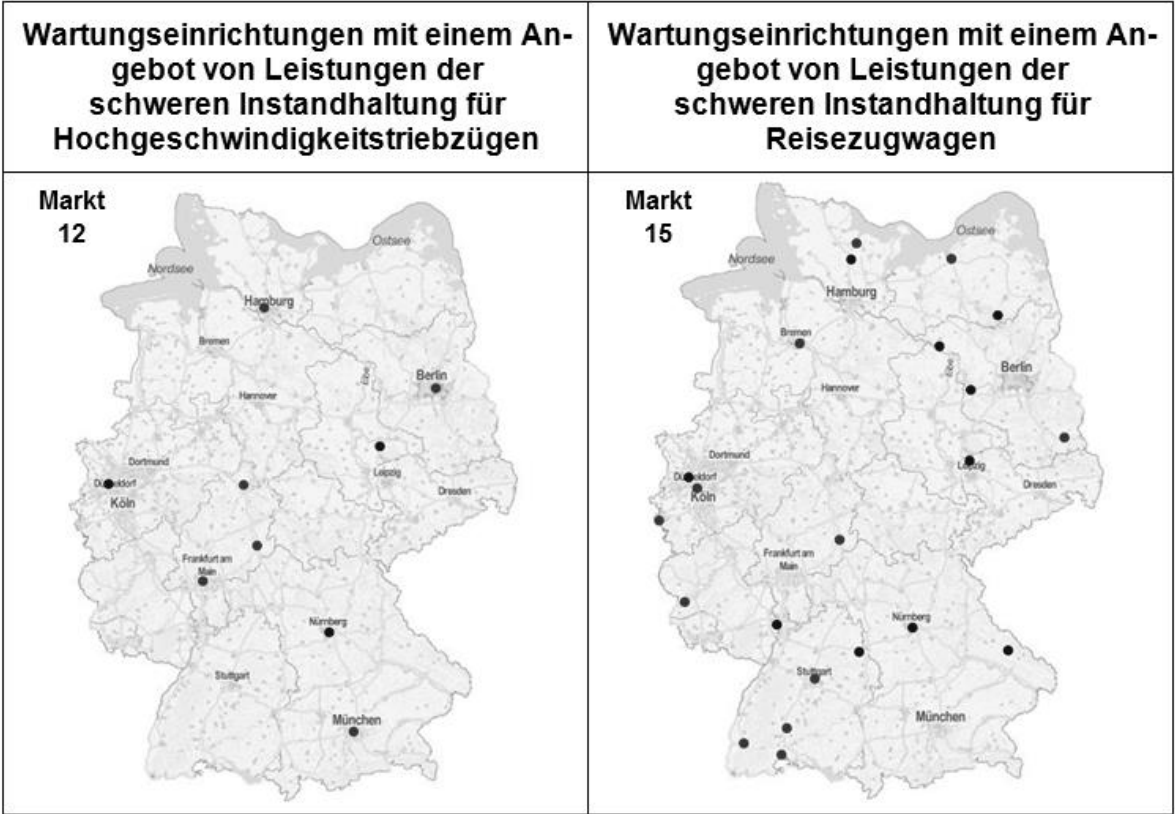 Wartungseinrichtungen mit einem An-
gebot von Leistungen der
schweren Instandhaltung für
Hochgeschwindigkeitstriebzügen
Wartungseinrichtungen mit einem An-
gebot von Leistungen der
schweren Instandhaltung für
Reisezugwagen
Markt
12
Ostsee
Nordsee
Hamburg
Bremen
Elbe
Berlin
Hannover
Dortmund
Leipzig
Düsseldorf
Dresden
Köln
Frankfurt am
Main
Nürnberg
Stuttgart
München
Markt
15
Ostsee
Nordsee
Hamburg
Bremen
Elbe
Berlin
Hannover
Dortmund
Leipzig
Düsseldorf
Dresden
Köln
Frankfurt am
Main
Nürnberg
Stuttgart
München